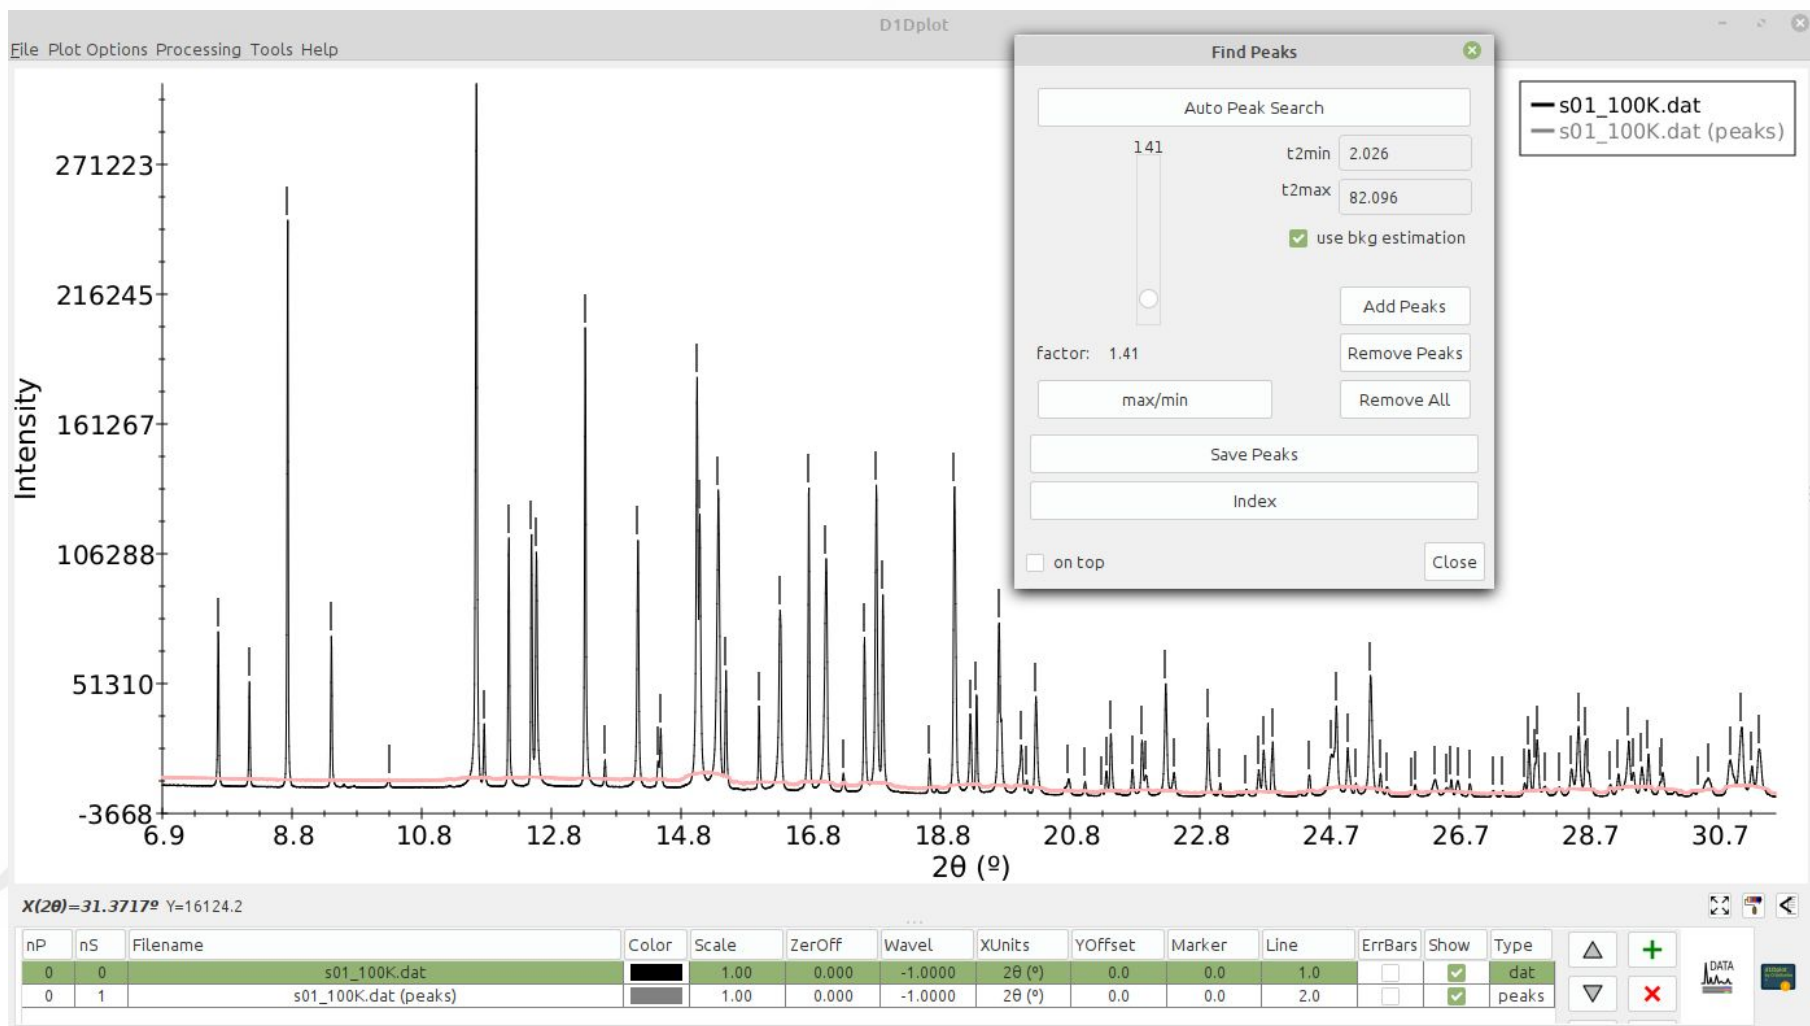 D1Dplot
File Plot Options Processing Tools Help
Find Peaks
Auto Peak Search
141
t2min 2.026
t2max 82.096
use bkg estimation
Add Peaks
factor: 1.41
Remove Peaks
max/min
Remove All
Save Peaks
Index
on top
Close
s01_100K.dat
s01_100K.dat (peaks)
Intensity
271223
216245
161267
106288
51310
-3668
6.9 8.8 10.8 12.8 14.8 16.8 18.8 20.8 22.8 24.7 26.7 28.7 30.7
2θ (º)
X(2θ)=31.3717º Y=16124.2
nP nS Filename Color Scale ZerOff Wavel XUnits YOffset Marker Line ErrBars Show Type
0 0 s01_100K.dat 1.00 0.000 -1.0000 2θ (º) 0.0 0.0 1.0 dat
0 1 s01_100K.dat (peaks) 1.00 0.000 -1.0000 2θ (º) 0.0 0.0 2.0 peaks
DATA